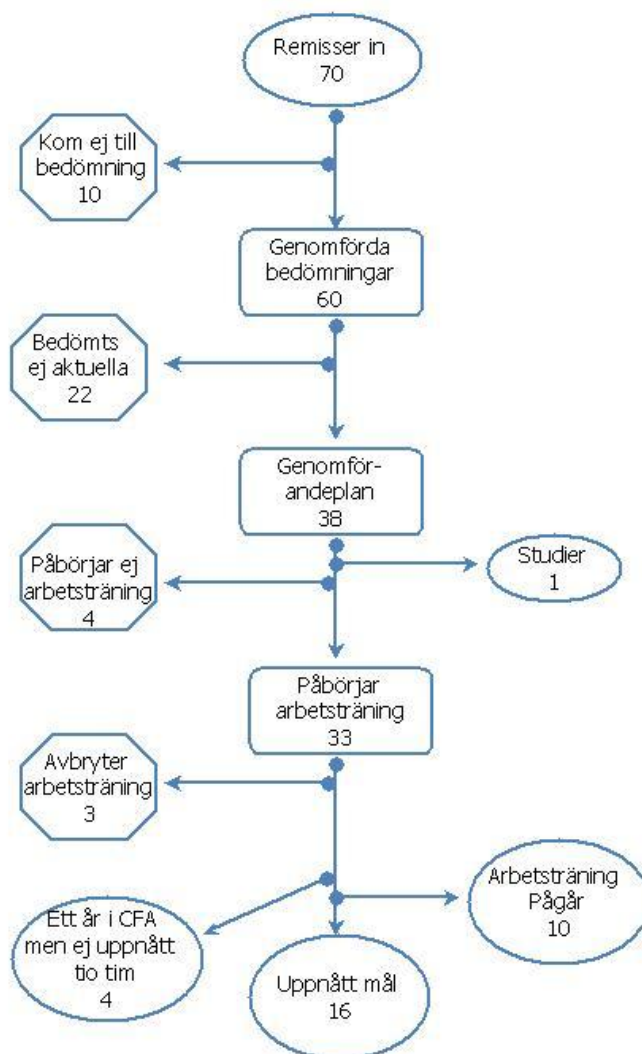 Remisser in
70
Kom ej till
bedömning
10
Genomförda
bedömningar
60
Bedömts
ej aktuella
22
Genomför-
andeplan
38
Påbörjar ej
arbetsträning
4
Studier
1
Påbörjar
arbetsträning
33
Avbryter
arbetsträning
3
Arbetsträning
Pågår
10
Ett år i CFA
men ej uppnått
tio tim
4
Uppnått mål
16